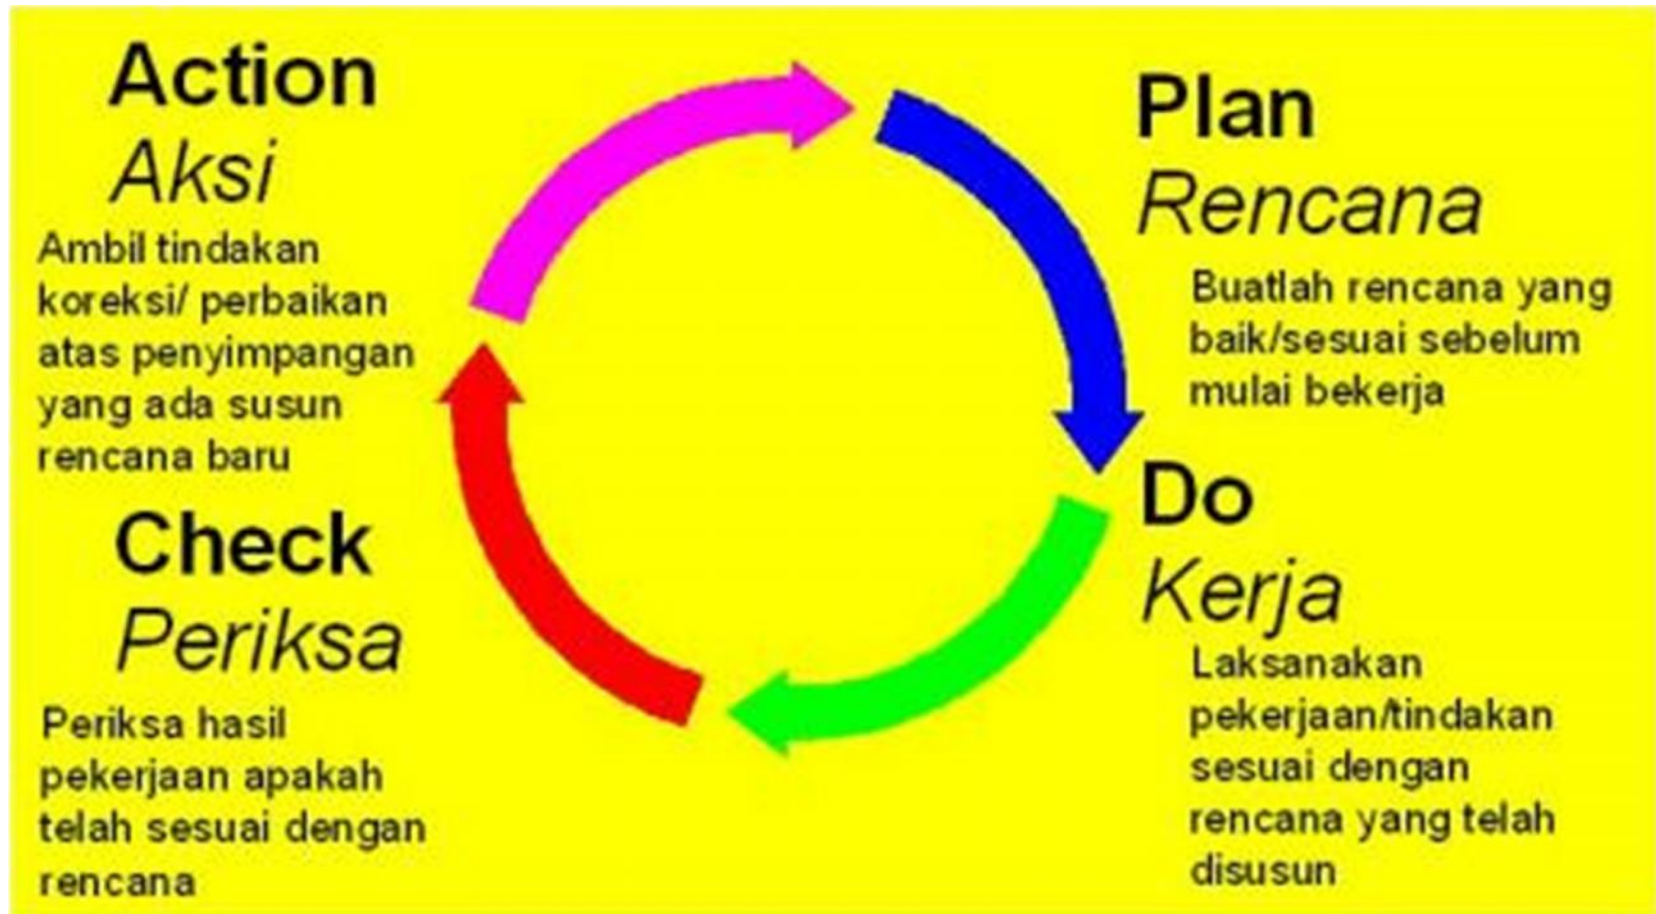 Action
Aksi
Ambil tindakan
koreksi/ perbaikan
atas penyimpangan
yang ada susun
rencana baru
Plan
Rencana
Buatlah rencana yang
baik/sesuai sebelum
mulai bekerja
Do
Kerja
Laksanakan
pekerjaan/tindakan
sesuai dengan
rencana yang telah
disusun
Check
Periksa
Periksa hasil
pekerjaan apakah
telah sesuai dengan
rencana